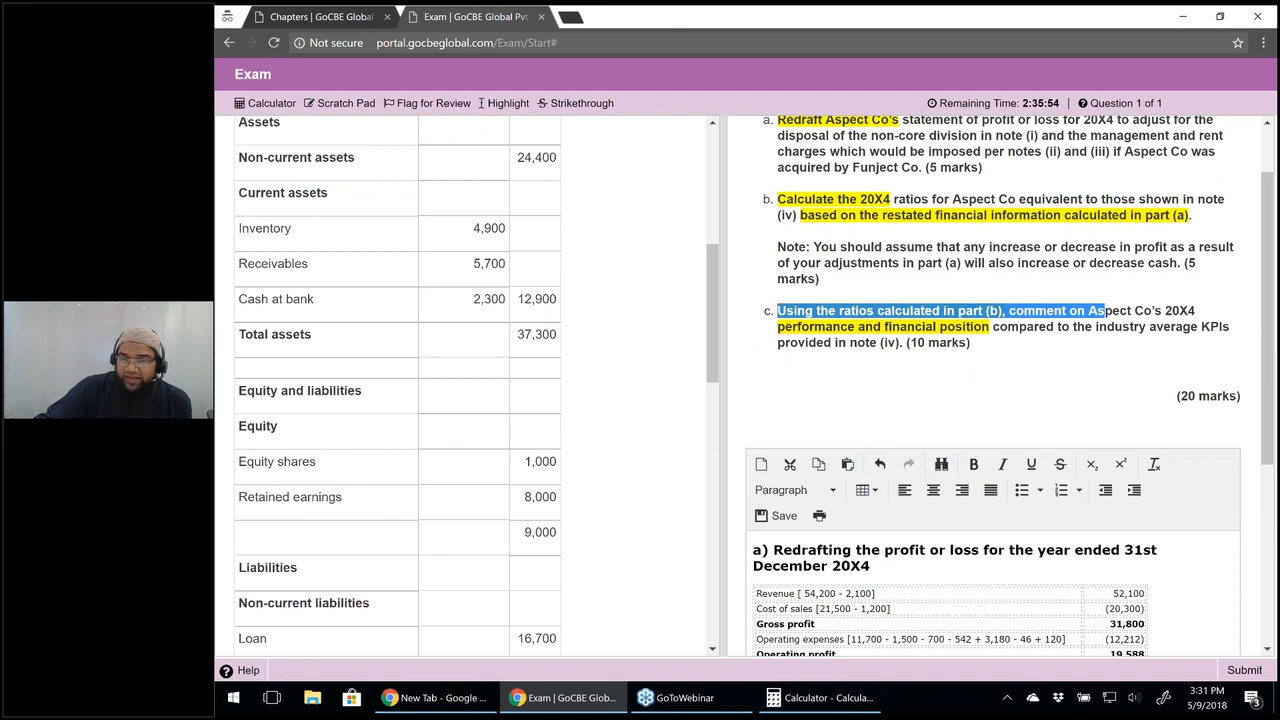 Chapters | GoCBE Global
Exam | GoCBE Global Pvt
Not secure portal.gocbeglobal.com/Exam/Start#
Exam
Calculator Scratch Pad Flag for Review Highlight Strikethrough
Remaining Time: 2:35:54 Question 1 of 1
Assets
Non-current assets 24,400
Current assets
Inventory 4,900
Receivables 5,700
Cash at bank 2,300 12,900
Total assets 37,300
Equity and liabilities
Equity
Equity shares 1,000
Retained earnings 8,000
9,000
Liabilities
Non-current liabilities
Loan 16,700
a. Redraft Aspect Co's statement of profit or loss for 20X4 to adjust for the
disposal of the non-core division in note (i) and the management and rent
charges which would be imposed per notes (ii) and (iii) if Aspect Co was
acquired by Funject Co. (5 marks)
b. Calculate the 20X4 ratios for Aspect Co equivalent to those shown in note
(iv) based on the restated financial information calculated in part (a).
Note: You should assume that any increase or decrease in profit as a result
of your adjustments in part (a) will also increase or decrease cash. (5
marks)
c. Using the ratios calculated in part (b), comment on Aspect Co's 20X4
performance and financial position compared to the industry average KPIs
provided in note (iv). (10 marks)
(20 marks)
Paragraph
Save
a) Redrafting the profit or loss for the year ended 31st
December 20X4
Revenue [ 54,200 - 2,100] 52,100
Cost of sales [21,500 - 1,200] (20,300)
Gross profit 31,800
Operating expenses [11,700 - 1,500 - 700 - 542 + 3,180 - 46 + 120] (12,212)
Operating profit 19,588
Help
Submit
New Tab - Google ...
Exam | GoCBE Glob...
GoToWebinar
Calculator - Calcula...
3:31 PM
5/9/2018
3